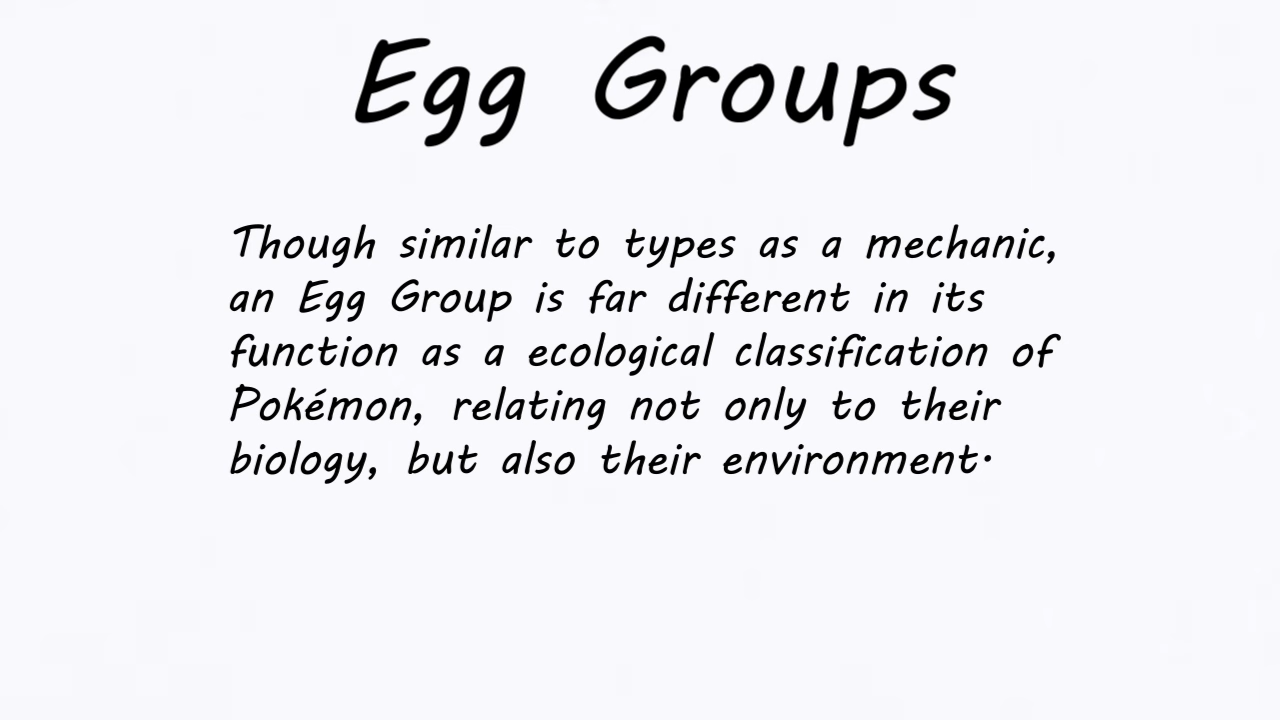 Egg Groups
Though similar to types as a mechanic,
an Egg Group is far different in its
function as a ecological classification of
Pokémon, relating not only to their
biology, but also their environment.